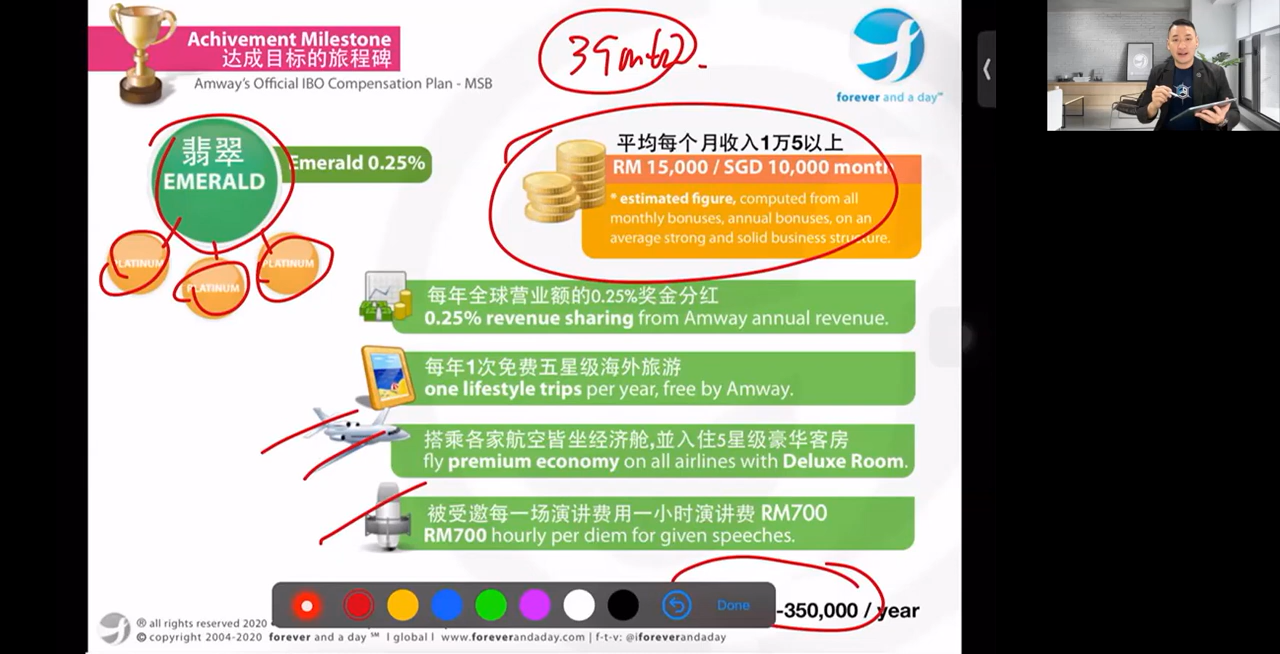 Achivement Milestone
达成目标的旅程碑
Amway's Official IBO Compensation Plan - MSB
forever and a day™
翡翠
EMERALD
Emerald 0.25%
PLATINUM
PLATINUM
PLATINUM
平均每个月收入1万5以上
RM 15,000 / SGD 10,000 month
* estimated figure, computed from all
monthly bonuses, annual bonuses, on an
average strong and solid business structure.
每年全球营业额的0.25%奖金分红
0.25% revenue sharing from Amway annual revenue.
每年1次免费五星级海外旅游
one lifestyle trips per year, free by Amway.
搭乘各家航空皆坐经济舱,並入住5星级豪华客房
fly premium economy on all airlines with Deluxe Room.
被受邀每一场演讲费用一小时演讲费 RM700
RM700 hourly per diem for given speeches.
Done
-350,000 / year
® all rights reserved 2020
© copyright 2004-2020 forever and a day ℠ l global l www.foreverandaday.com | f-t-v: @iforeverandaday